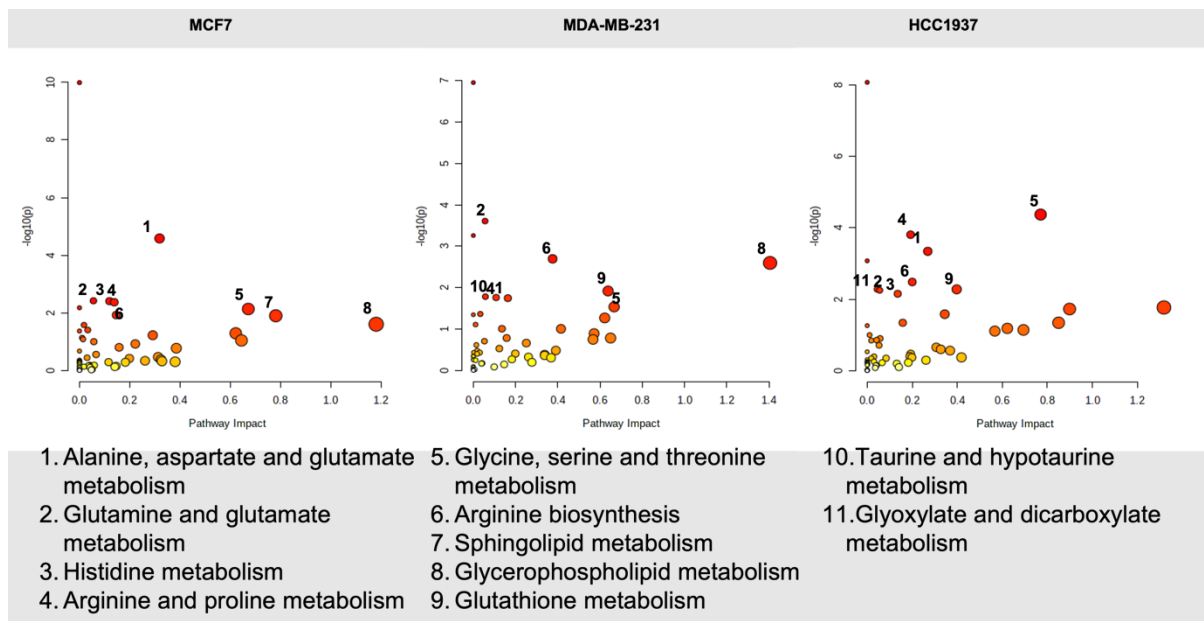 MCF7
MDA-MB-231
HCC1937
-log10(p)
10
8
6
4
2
0
1
2
3
4
6
5
7
8
0.0
0.2
0.4
0.6
0.8
1.0
1.2
Pathway Impact
-log10(p)
7
6
5
4
3
2
1
0
2
6
8
10
4
1
9
5
0.0
0.2
0.4
0.6
0.8
1.0
1.2
1.4
Pathway Impact
-log10(p)
8
6
4
2
0
5
4
1
6
11
2
3
9
0.0
0.2
0.4
0.6
0.8
1.0
1.2
Pathway Impact
1. Alanine, aspartate and glutamate
metabolism
2. Glutamine and glutamate
metabolism
3. Histidine metabolism
4. Arginine and proline metabolism
5. Glycine, serine and threonine
metabolism
6. Arginine biosynthesis
7. Sphingolipid metabolism
8. Glycerophospholipid metabolism
9. Glutathione metabolism
10.Taurine and hypotaurine
metabolism
11.Glyoxylate and dicarboxylate
metabolism